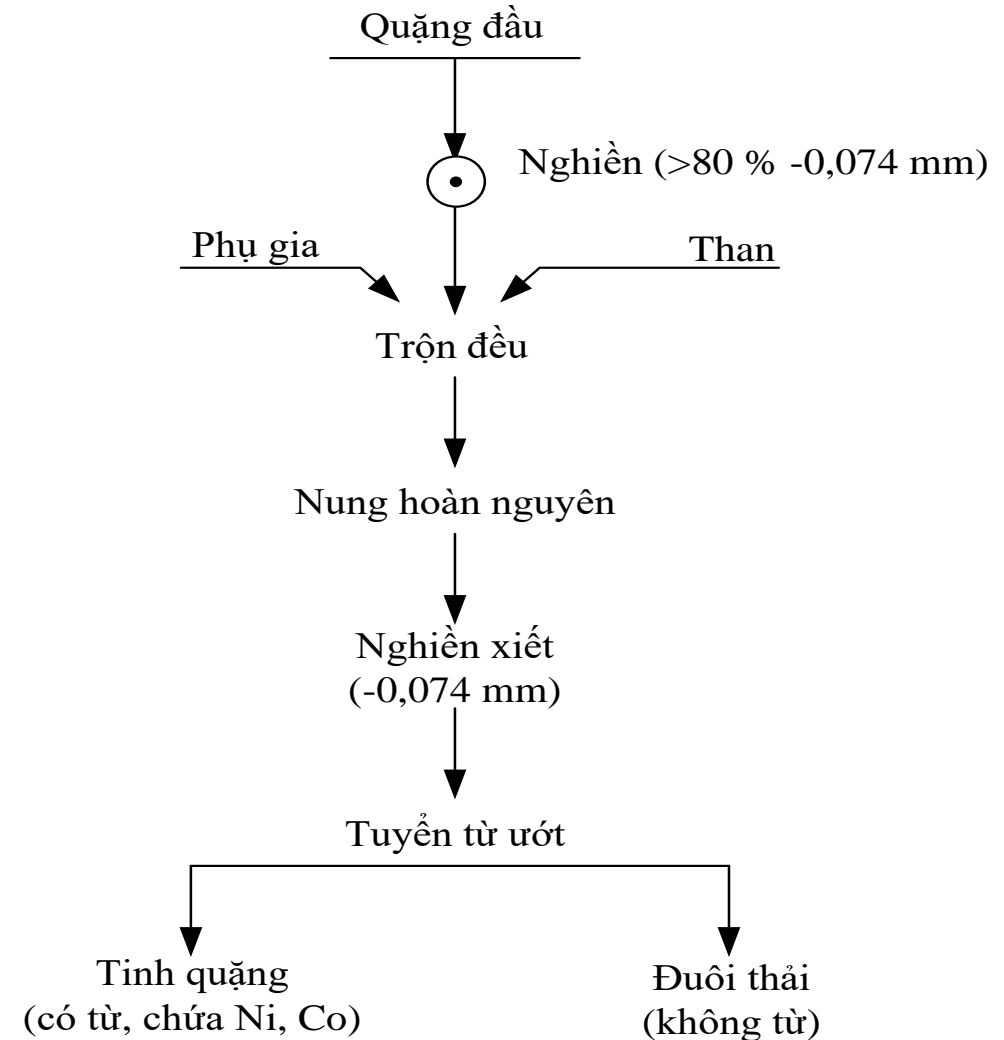 Quặng đầu
Nghiền (>80 % -0,074 mm)
Phụ gia
Than
Trộn đều
Nung hoàn nguyên
Nghiền xiết
(-0,074 mm)
Tuyển từ ướt
Tinh quặng
(có từ, chứa Ni, Co)
Đuôi thải
(không từ)